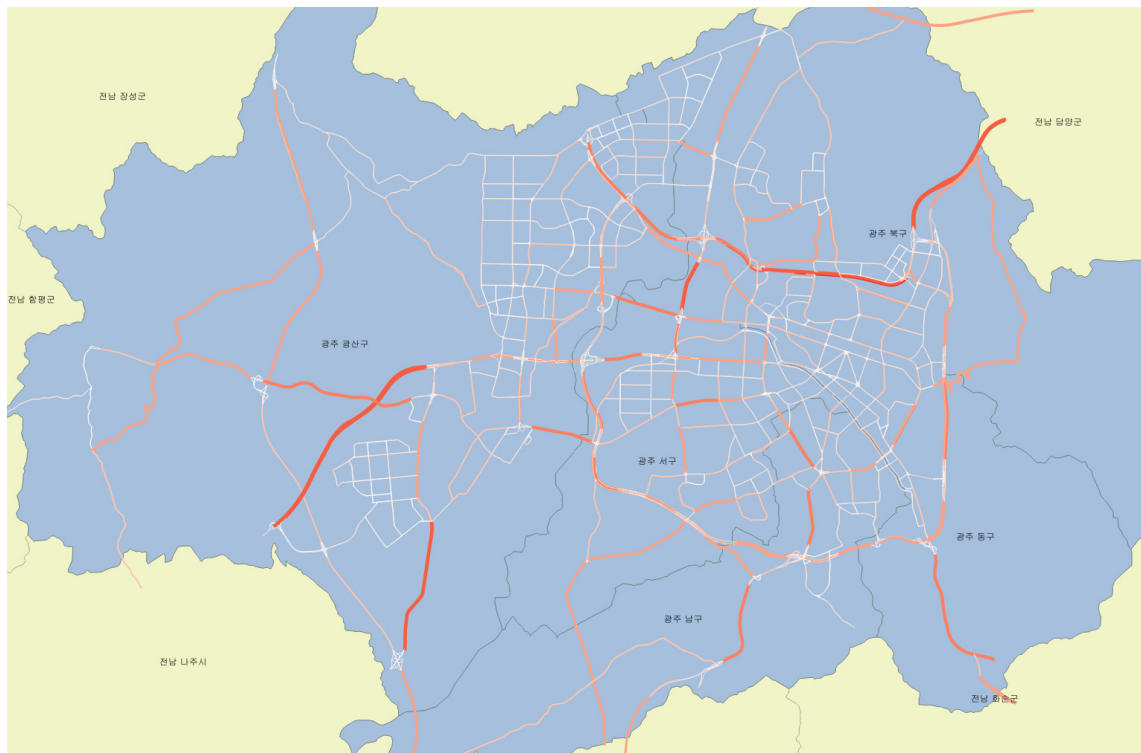 전남 장성군
전남 담양군
광주 북구
전남 함평군
광주 광산구
광주 서구
광주 동구
광주 남구
전남 나주시
전남 화순군